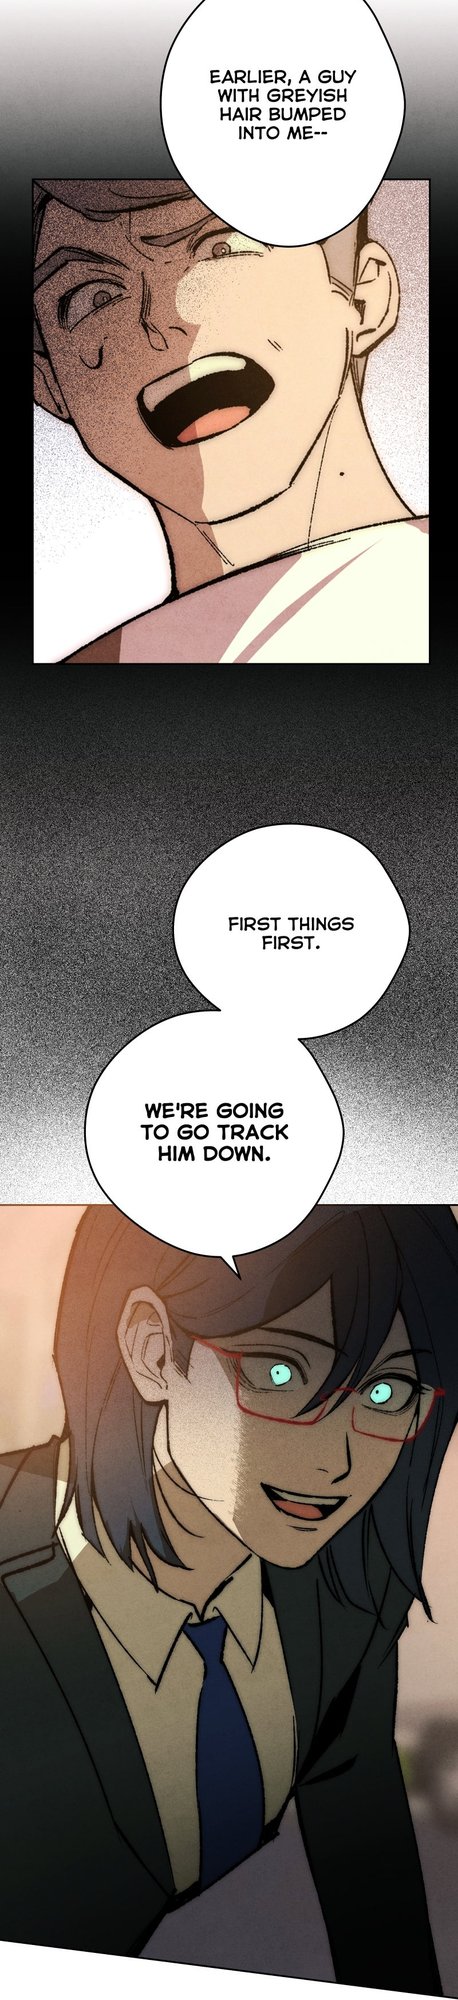 EARLIER, A GUY
WITH GREYISH
HAIR BUMPED
INTO ME--
FIRST THINGS
FIRST.
WE'RE GOING
TO GO TRACK
HIM DOWN.